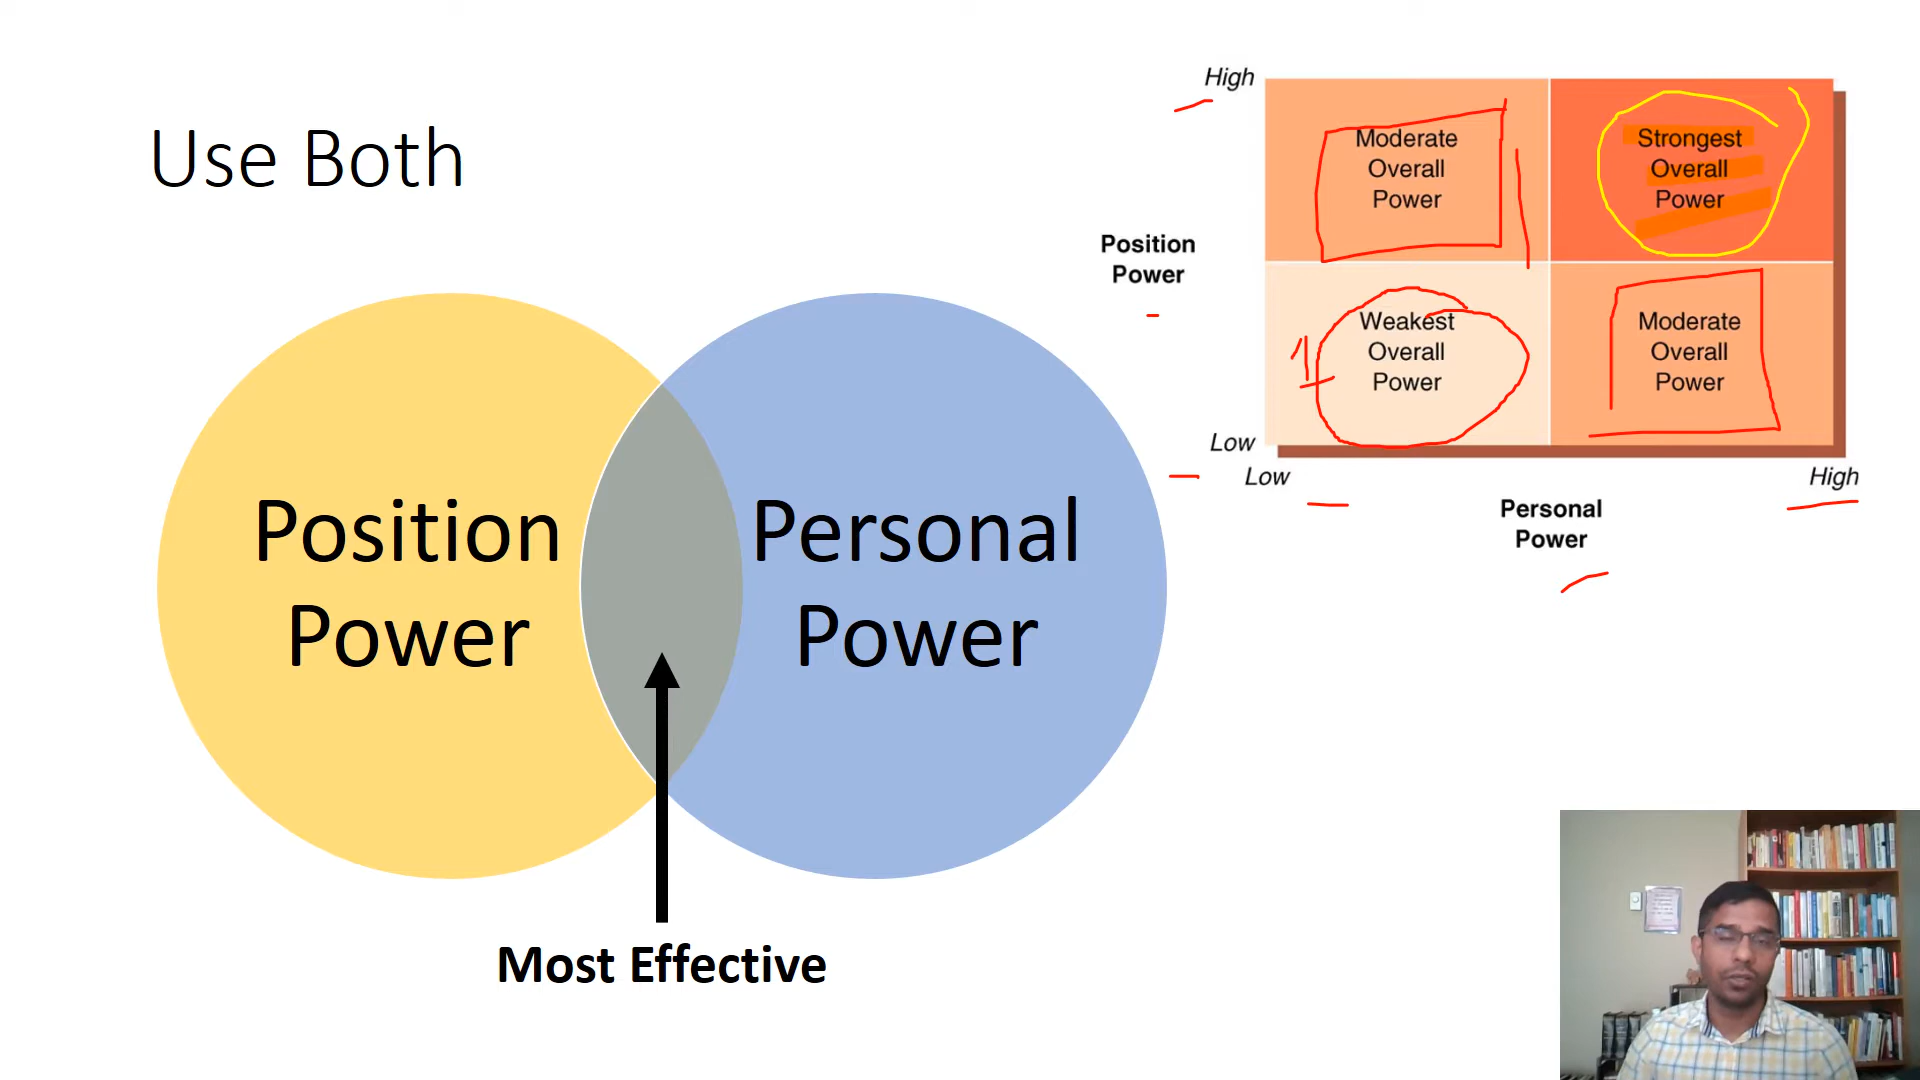 Use Both
Position
Power
Personal
Power
Most Effective
High
Position
Power
Low
Moderate
Overall
Power
Strongest
Overall
Power
Weakest
Overall
Power
Moderate
Overall
Power
Low
High
Personal
Power
1